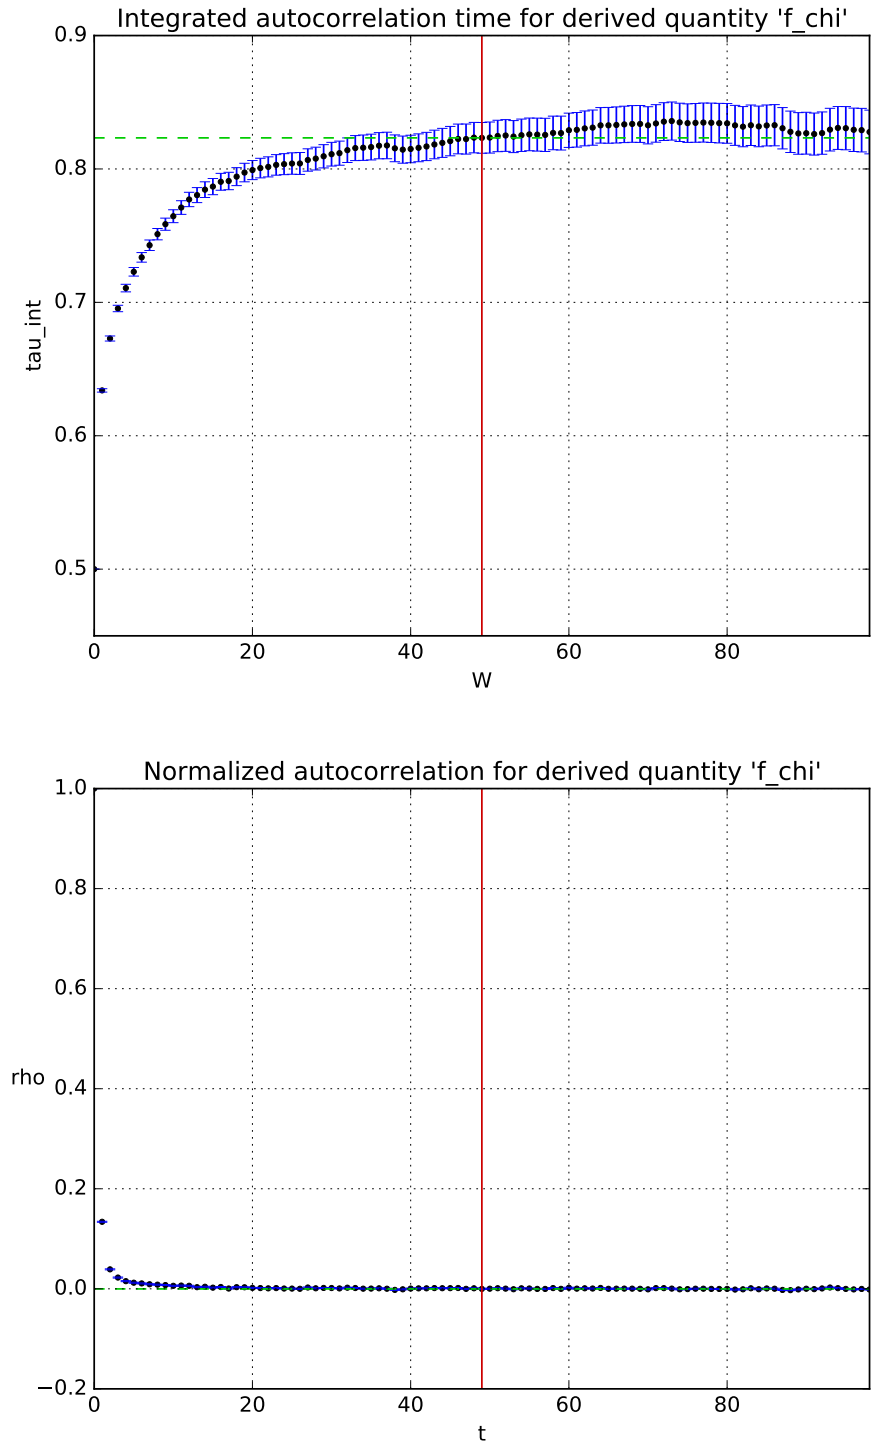 Integrated autocorrelation time for derived quantity 'f_chi'
0.9
0.8
0.7
tau_int
0.6
0.5
0 20 40 60 80
W
Normalized autocorrelation for derived quantity 'f_chi'
1.0
0.8
0.6
0.4
rho
0.2
0.0
−0.2
0 20 40 60 80
t